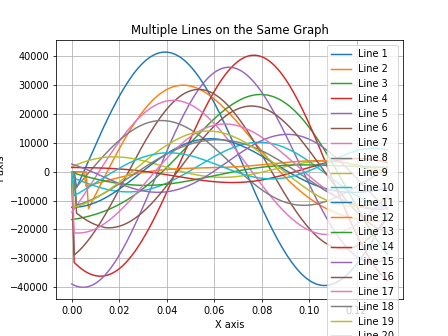 Multiple Lines on the Same Graph
40000
30000
20000
10000
0
−10000
−20000
−30000
−40000
0.00
0.02
0.04
0.06
0.08
0.10
X axis
Line 1
Line 2
Line 3
Line 4
Line 5
Line 6
Line 7
Line 8
Line 9
Line 10
Line 11
Line 12
Line 13
Line 14
Line 15
Line 16
Line 17
Line 18
Line 19
Line 20